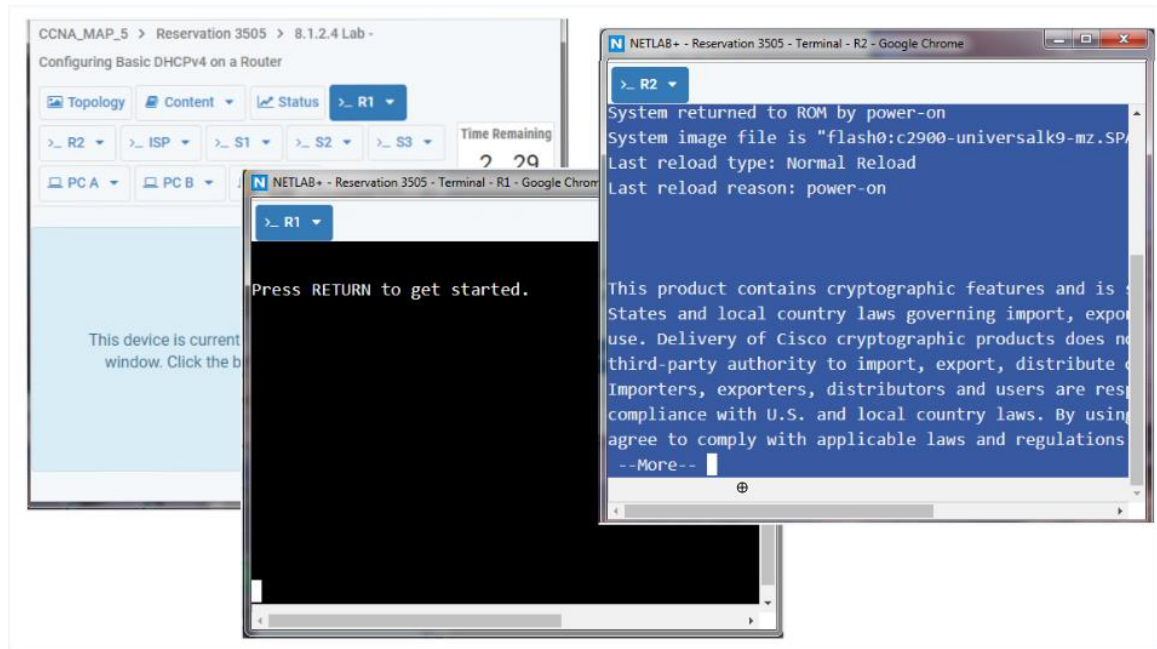 CCNA_MAP_5 > Reservation 3505 > 8.1.2.4 Lab -
Configuring Basic DHCPv4 on a Router
Topology Content Status >_ R1
>_ R2 >_ ISP >_ S1 >_ S2 >_ S3
Time Remaining
2 29
PC A PC B
This device is current
window. Click the b
NETLAB+ - Reservation 3505 - Terminal - R1 - Google Chrom
>_ R1
Press RETURN to get started.
NETLAB+ - Reservation 3505 - Terminal - R2 - Google Chrome
>_ R2
System returned to ROM by power-on
System image file is "flash0:c2900-universalk9-mz.SPA
Last reload type: Normal Reload
Last reload reason: power-on
This product contains cryptographic features and is
States and local country laws governing import, expo
use. Delivery of Cisco cryptographic products does
third-party authority to import, export, distribute
Importers, exporters, distributors and users are res
compliance with U.S. and local country laws. By using
agree to comply with applicable laws and regulations
--More--